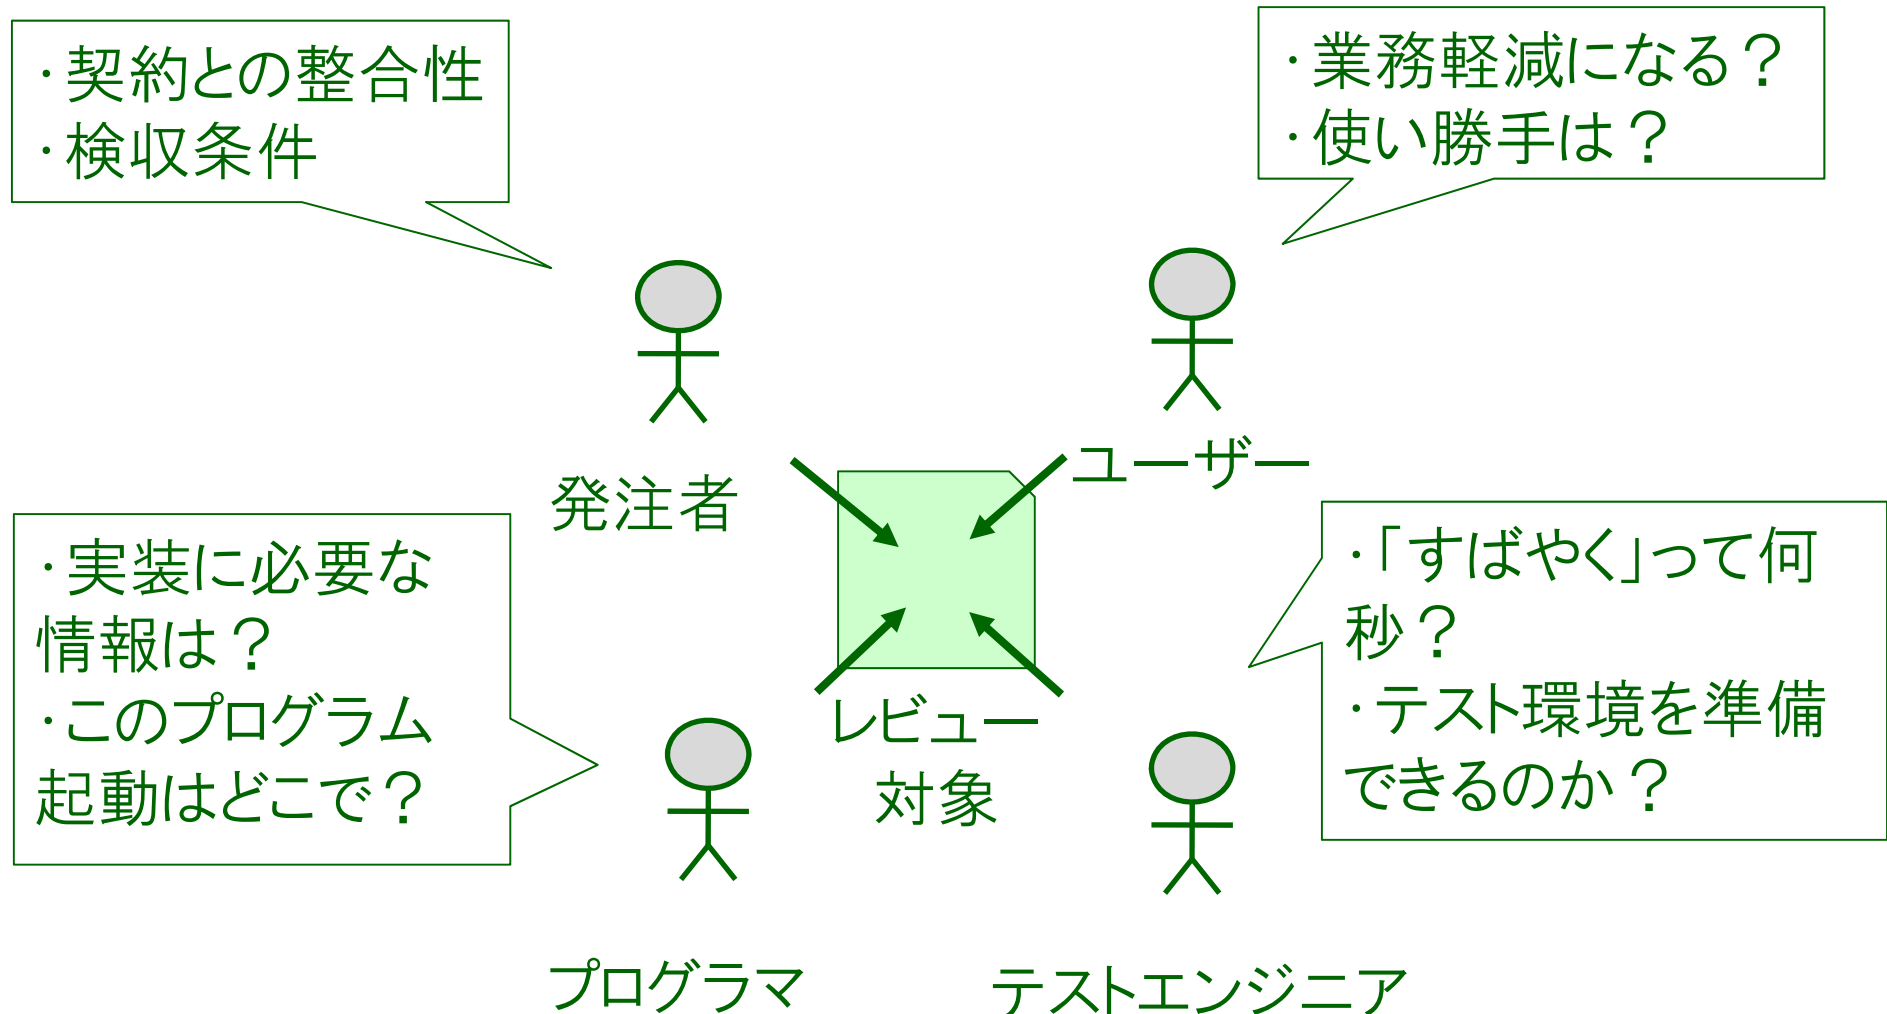 ・契約との整合性
・検収条件
・業務軽減になる？
・使い勝手は？
発注者
ユーザー
・実装に必要な
情報は？
・このプログラム
起動はどこで？
・「すばやく」って何
秒？
・テスト環境を準備
できるのか？
レビュー
対象
プログラマ
テストエンジニア